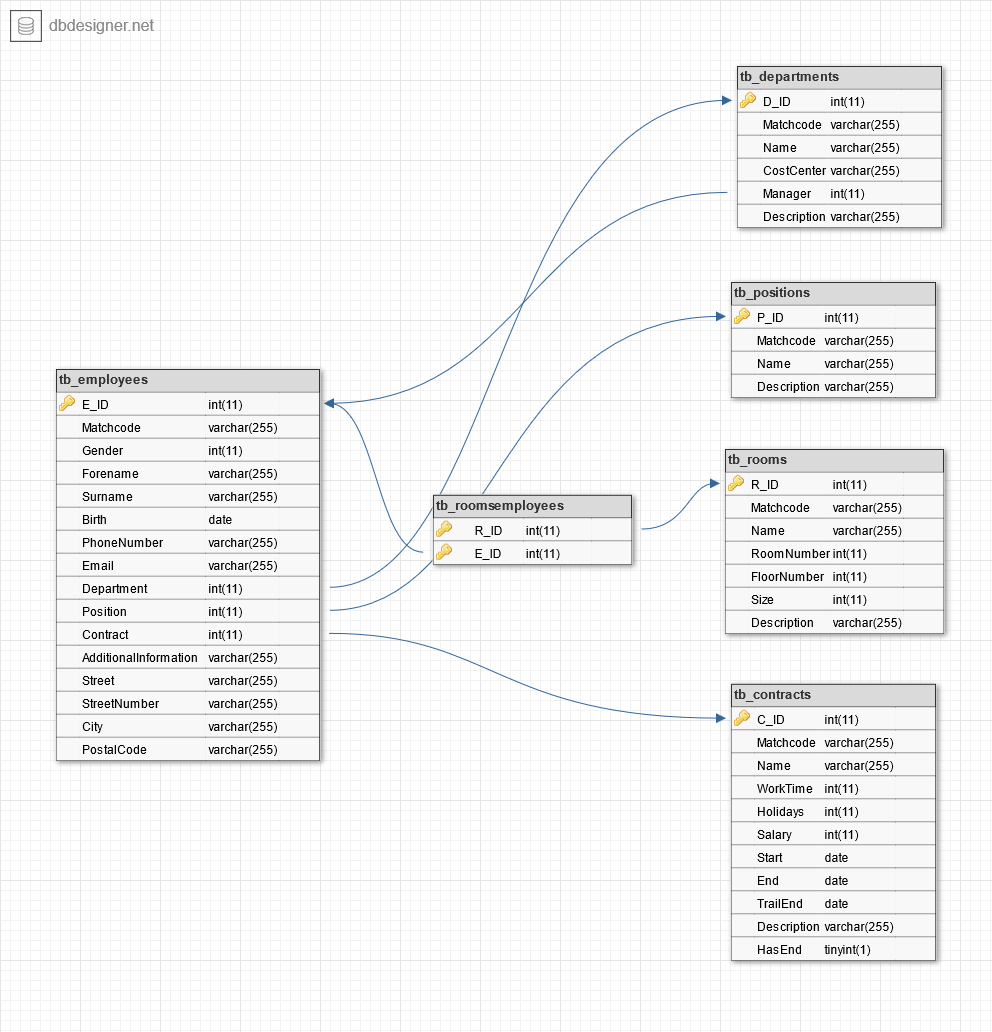 dbdesigner.net
tb_departments
D_ID int(11)
Matchcode varchar(255)
Name varchar(255)
CostCenter varchar(255)
Manager int(11)
Description varchar(255)
tb_positions
P_ID int(11)
Matchcode varchar(255)
Name varchar(255)
Description varchar(255)
tb_employees
E_ID int(11)
Matchcode varchar(255)
Gender int(11)
Forename varchar(255)
Surname varchar(255)
Birth date
PhoneNumber varchar(255)
Email varchar(255)
Department int(11)
Position int(11)
Contract int(11)
AdditionalInformation varchar(255)
Street varchar(255)
StreetNumber varchar(255)
City varchar(255)
PostalCode varchar(255)
tb_roomsemployees
R_ID int(11)
E_ID int(11)
tb_rooms
R_ID int(11)
Matchcode varchar(255)
Name varchar(255)
RoomNumber int(11)
FloorNumber int(11)
Size int(11)
Description varchar(255)
tb_contracts
C_ID int(11)
Matchcode varchar(255)
Name varchar(255)
WorkTime int(11)
Holidays int(11)
Salary int(11)
Start date
End date
TrailEnd date
Description varchar(255)
HasEnd tinyint(1)